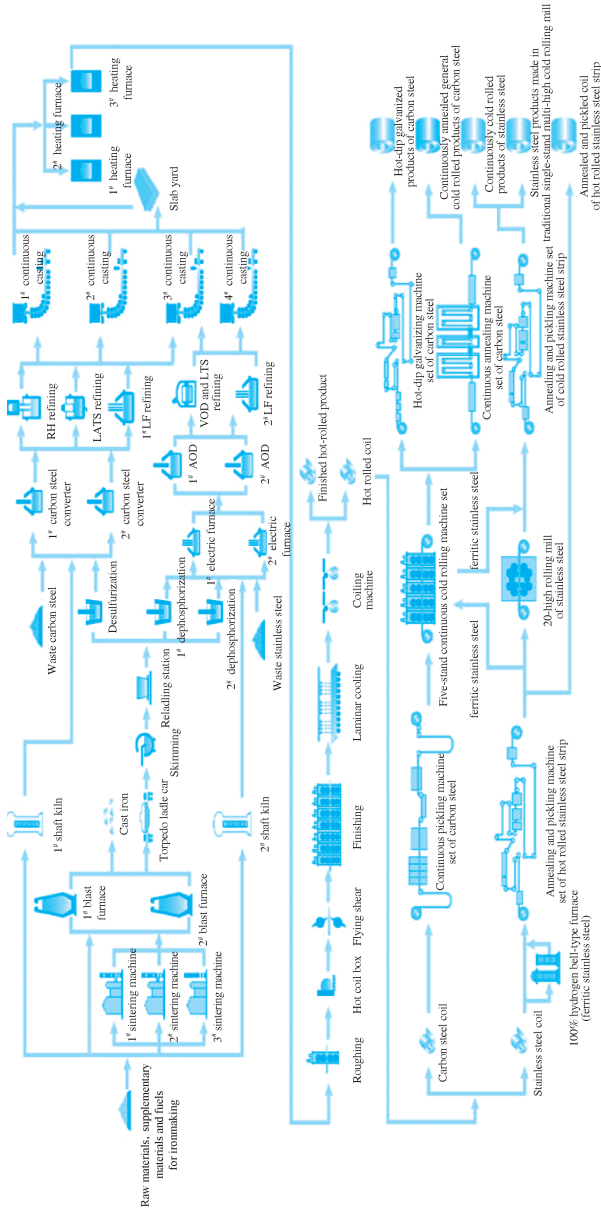 Raw materials, supplementary
materials and fuels
for ironmaking
1# sintering machine
2# sintering machine
3# sintering machine
1# blast
furnace
2# blast furnace
1# shaft kiln
2# shaft kiln
Cast iron
Torpedo ladle car
Skimming
Reladling station
Waste carbon steel
Desulfurization
1# dephosphorization
2# dephosphorization
Waste stainless steel
1# carbon steel
converter
2# carbon steel
converter
1# electric furnace
2# electric
furnace
1# AOD
2# AOD
RH refining
LATS refining
1# LF refining
VOD and LTS
refining
2# LF refining
1# continuous
casting
2# continuous
casting
3# continuous
casting
4# continuous
casting
Slab yard
1# heating
furnace
2# heating furnace
3# heating
furnace
Roughing
Hot coil box
Flying shear
Finishing
Laminar cooling
Coiling
machine
Finished hot-rolled product
Hot rolled coil
Carbon steel coil
Stainless steel coil
100% hydrogen bell-type furnace
(ferritic stainless steel)
Continuous pickling machine
set of carbon steel
Annealing and pickling machine
set of hot rolled stainless steel strip
Five-stand continuous cold rolling machine set
ferritic stainless steel
ferritic stainless steel
20-high rolling mill
of stainless steel
Hot-dip galvanizing machine
set of carbon steel
Continuous annealing machine
set of carbon steel
Annealing and pickling machine set
of cold rolled stainless steel strip
Hot-dip galvanized
products of carbon steel
Continuously annealed general
cold rolled products of carbon steel
Continuously cold rolled
products of stainless steel
Stainless steel products made in
traditional single-stand multi-high cold rolling mill
Annealed and pickled coil
of hot rolled stainless steel strip